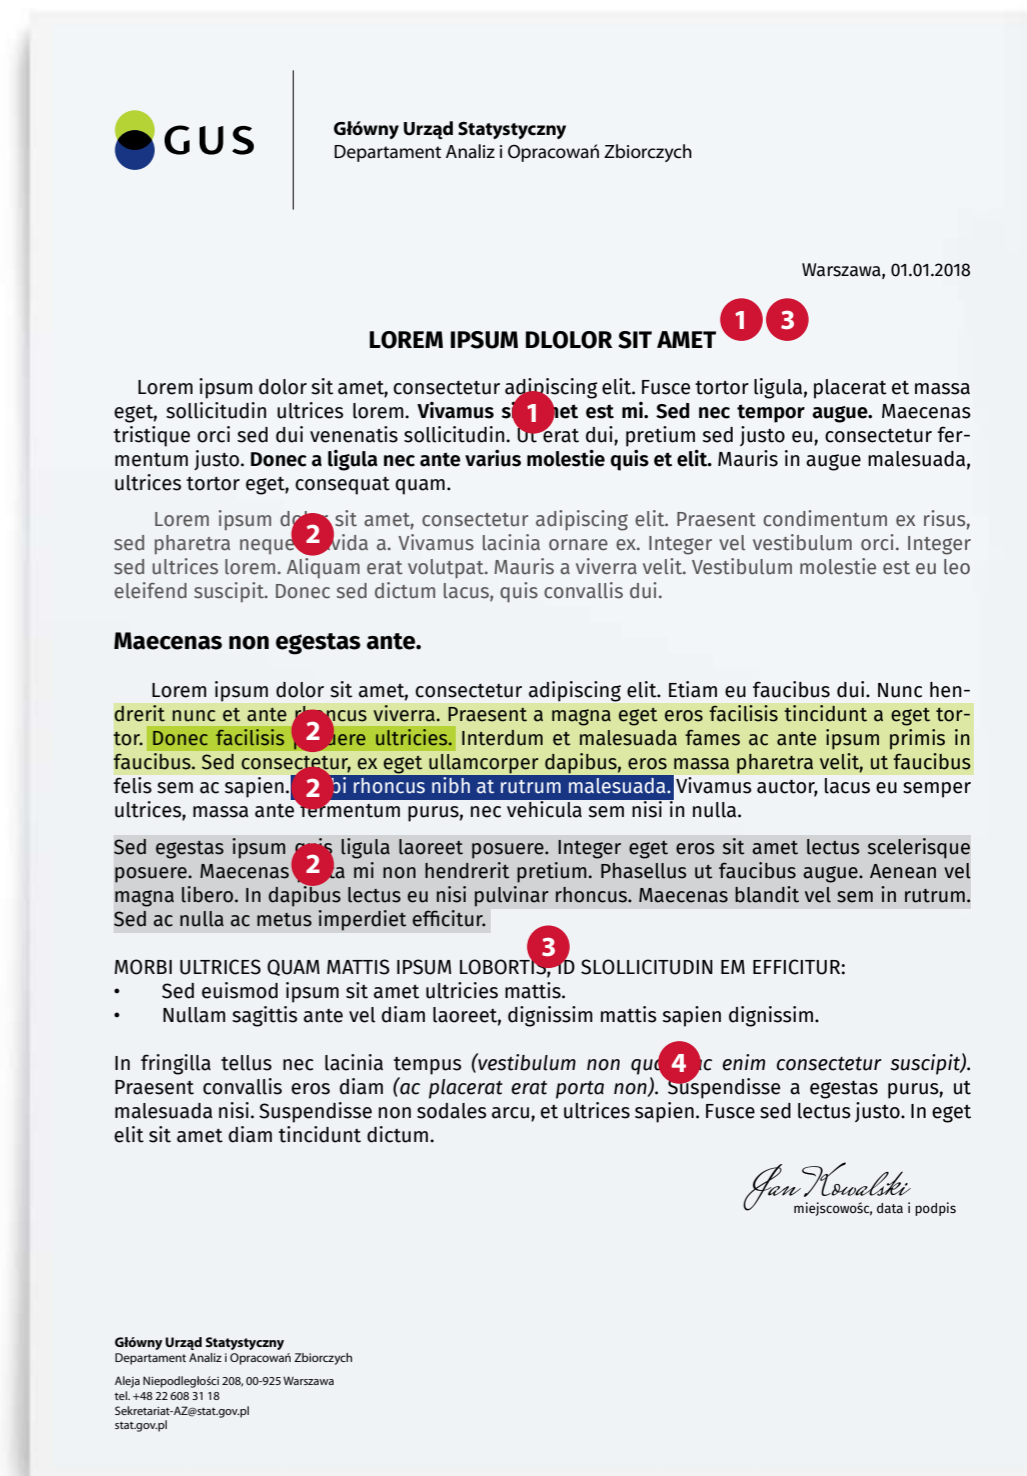 GUS
Główny Urząd Statystyczny
Departament Analiz i Opracowań Zbiorczych
Warszawa, 01.01.2018
1 3
LOREM IPSUM DLOLOR SIT AMET
Lorem ipsum dolor sit amet, consectetur adipiscing elit. Fusce tortor ligula, placerat et massa
1
eget, sollicitudin ultrices lorem. Vivamus est mi. Sed nec tempor augue. Maecenas
tristique orci sed dui venenatis sollicitudin. Ut erat dui, pretium sed justo eu, consectetur fer-
mentum justo. Donec a ligula nec ante varius molestie quis et elit. Mauris in augue malesuada,
ultrices tortor eget, consequat quam.
Lorem ipsum dolor sit amet, consectetur adipiscing elit. Praesent condimentum ex risus,
2
sed pharetra neque a. Vivamus lacinia ornare ex. Integer vel vestibulum orci. Integer
sed ultrices lorem. Aliquam erat volutpat. Mauris a viverra velit. Vestibulum molestie est eu leo
eleifend suscipit. Donec sed dictum lacus, quis convallis dui.
Maecenas non egestas ante.
Lorem ipsum dolor sit amet, consectetur adipiscing elit. Etiam eu faucibus dui. Nunc hen-
drerit nunc et ante rhoncus viverra. Praesent a magna eget eros facilisis tincidunt a eget tor-
2
tor. Donec facilisis ultricies. Interdum et malesuada fames ac ante ipsum primis in
faucibus. Sed consectetur, ex eget ullamcorper dapibus, eros massa pharetra velit, ut faucibus
2
felis sem ac sapien. rhoncus nibh at rutrum malesuada. Vivamus auctor, lacus eu semper
ultrices, massa ante fermentum purus, nec vehicula sem nisi in nulla.
Sed egestas ipsum quis ligula laoreet posuere. Integer eget eros sit amet lectus scelerisque
2
posuere. Maecenas mi non hendrerit pretium. Phasellus ut faucibus augue. Aenean vel
magna libero. In dapibus lectus eu nisi pulvinar rhoncus. Maecenas blandit vel sem in rutrum.
Sed ac nulla ac metus imperdiet efficitur.
3
MORBI ULTRICES QUAM MATTIS IPSUM LOBORTIS, ID SLOLLICITUDIN EM EFFICITUR:
• Sed euismod ipsum sit amet ultricies mattis.
• Nullam sagittis ante vel diam laoreet, dignissim mattis sapien dignissim.
4
In fringilla tellus nec lacinia tempus (vestibulum non enim consectetur suscipit).
Praesent convallis eros diam (ac placerat erat porta non). Suspendisse a egestas purus, ut
malesuada nisi. Suspendisse non sodales arcu, et ultrices sapien. Fusce sed lectus justo. In eget
elit sit amet diam tincidunt dictum.
Jan Kowalski
miejscowośc, data i podpis
Główny Urząd Statystyczny
Departament Analiz i Opracowań Zbiorczych
Aleja Niepodległości 208, 00-925 Warszawa
tel. +48 22 608 31 18
Sekretariat-AZ@stat.gov.pl
stat.gov.pl